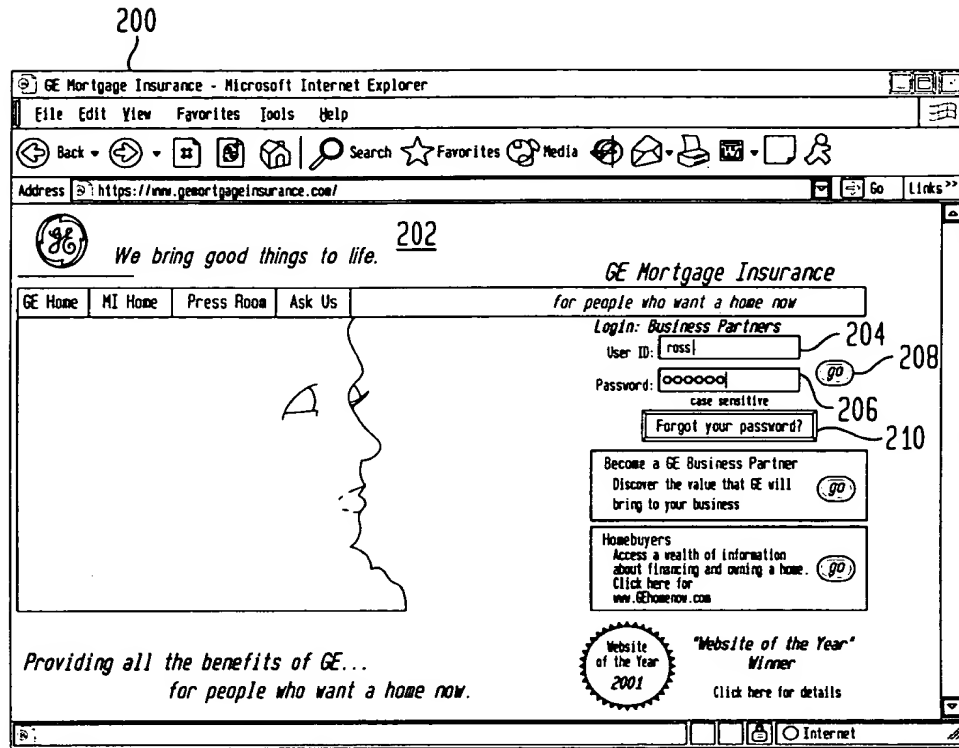 200
GE Mortgage Insurance - Microsoft Internet Explorer
File Edit View Favorites Tools Help
Back Search Favorites Media
Address https://www.gemortgageinsurance.com/ Go Links >>
GE We bring good things to life. 202
GE Mortgage Insurance
GE Home MI Home Press Room Ask Us for people who want a home now
Login: Business Partners
User ID: ross 204
Password: oooooo go 208
case sensitive 206
Forgot your password? 210
Become a GE Business Partner
Discover the value that GE will
bring to your business
go
Homebuyers
Access a wealth of information
about financing and owning a home.
Click here for
www.GEhomenow.com
go
Providing all the benefits of GE...
for people who want a home now.
Website
of the Year
2001
"Website of the Year"
Winner
Click here for details
Internet